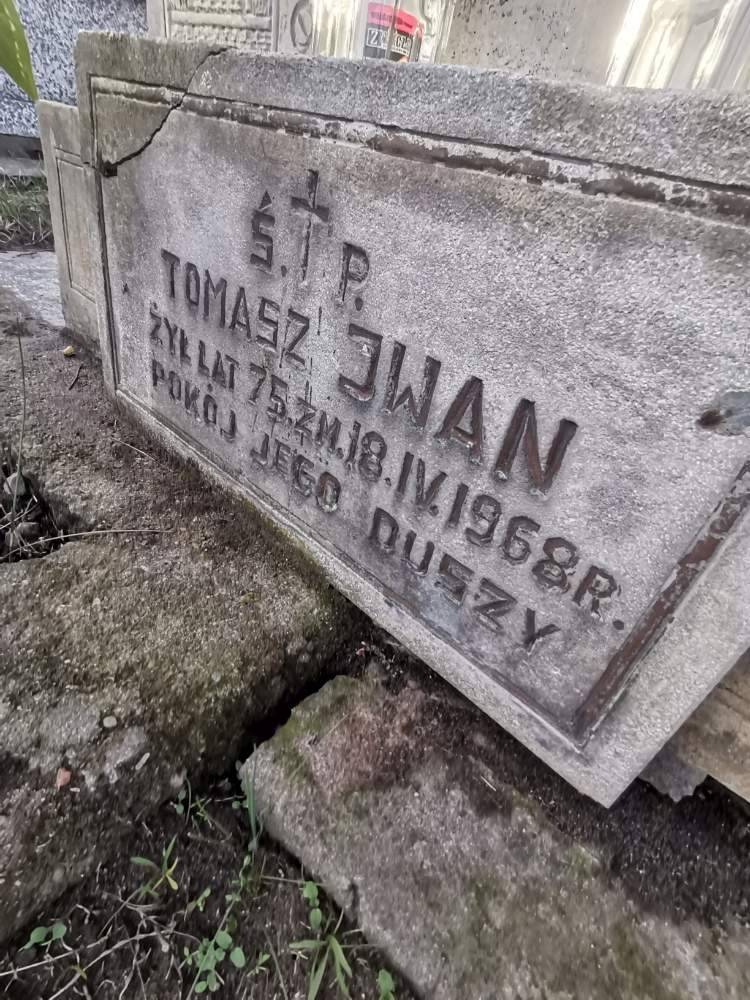 Ś. P.
TOMASZ JWAN
ŻYŁ LAT 75. ZM. 18. IV. 1968 R.
POKÓJ JEGO DUSZY